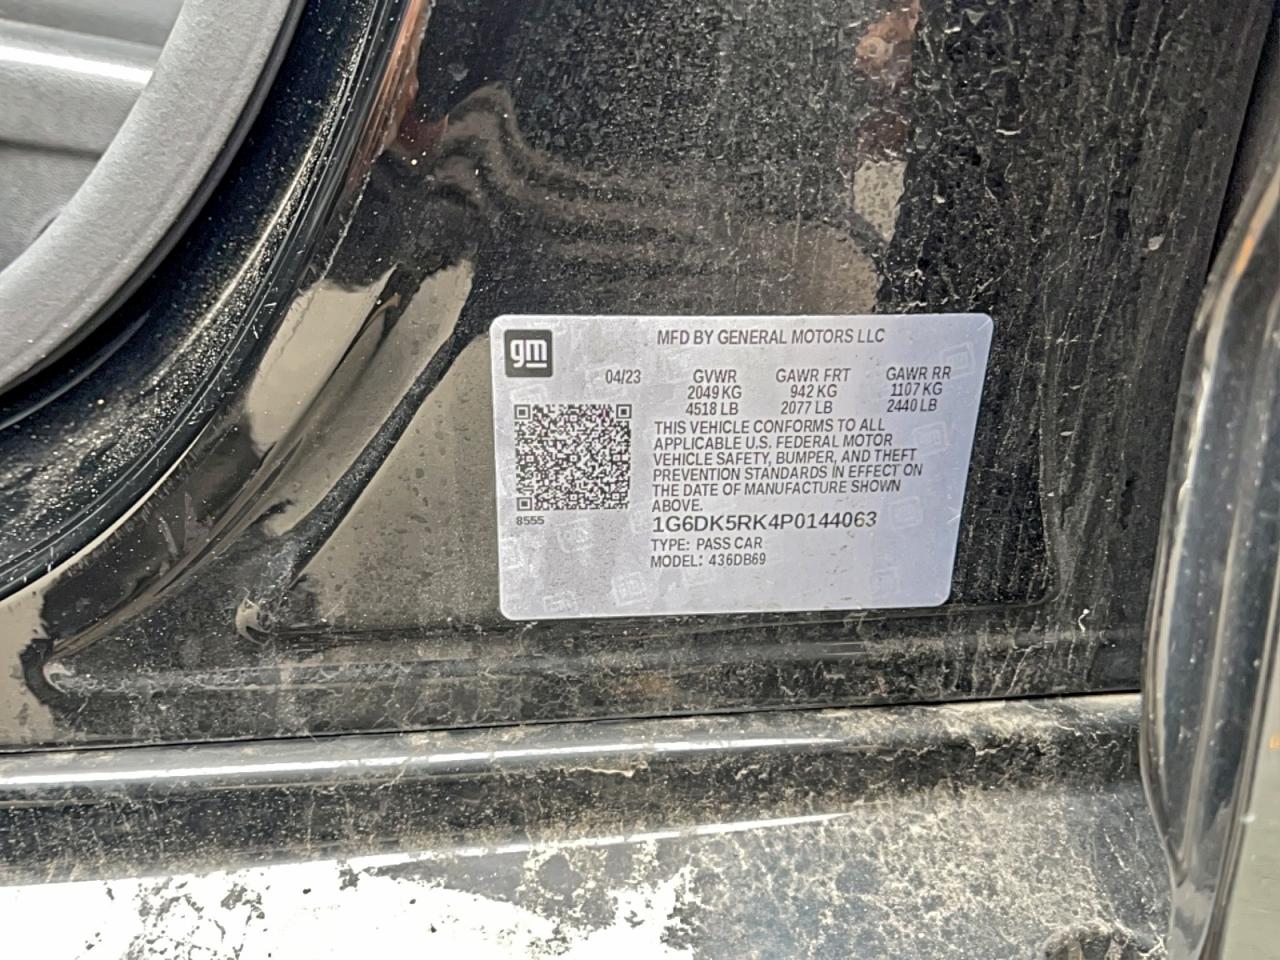 gm
MFD BY GENERAL MOTORS LLC
04/23 GVWR GAWR FRT GAWR RR
2049 KG 942 KG 1107 KG
4518 LB 2077 LB 2440 LB
THIS VEHICLE CONFORMS TO ALL
APPLICABLE U.S. FEDERAL MOTOR
VEHICLE SAFETY, BUMPER, AND THEFT
PREVENTION STANDARDS IN EFFECT ON
THE DATE OF MANUFACTURE SHOWN
ABOVE.
8555
1G6DK5RK4P0144063
TYPE: PASS CAR
MODEL: 436DB69